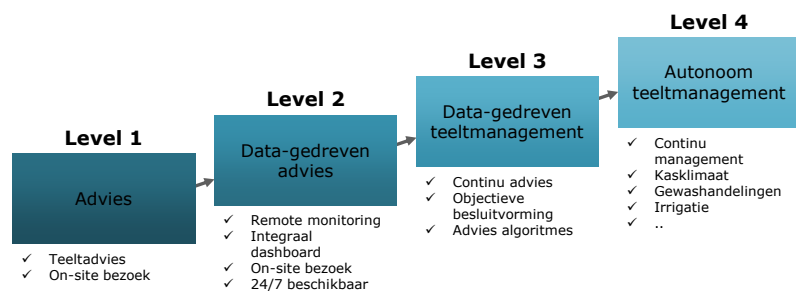 Level 1
Advies
✓ Teeltadvies
✓ On-site bezoek
Level 2
Data-gedreven
advies
✓ Remote monitoring
✓ Integraal
dashboard
✓ On-site bezoek
✓ 24/7 beschikbaar
Level 3
Data-gedreven
teeltmanagement
✓ Continu advies
✓ Objectieve
besluitvorming
✓ Advies algoritmes
Level 4
Autonoom
teeltmanagement
✓ Continu
management
✓ Kasklimaat
✓ Gewashandelingen
✓ Irrigatie
✓ ..